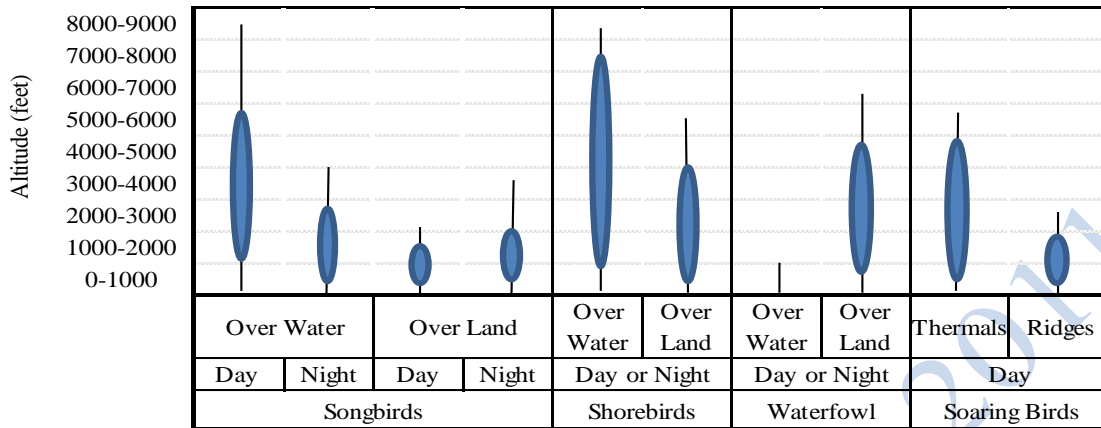 Altitude (feet)
8000-9000
7000-8000
6000-7000
5000-6000
4000-5000
3000-4000
2000-3000
1000-2000
0-1000
Over Water
Over Land
Over
Water
Over
Land
Over
Water
Over
Land
Thermals
Ridges
Day
Night
Day
Night
Day or Night
Day or Night
Day
Songbirds
Shorebirds
Waterfowl
Soaring Birds